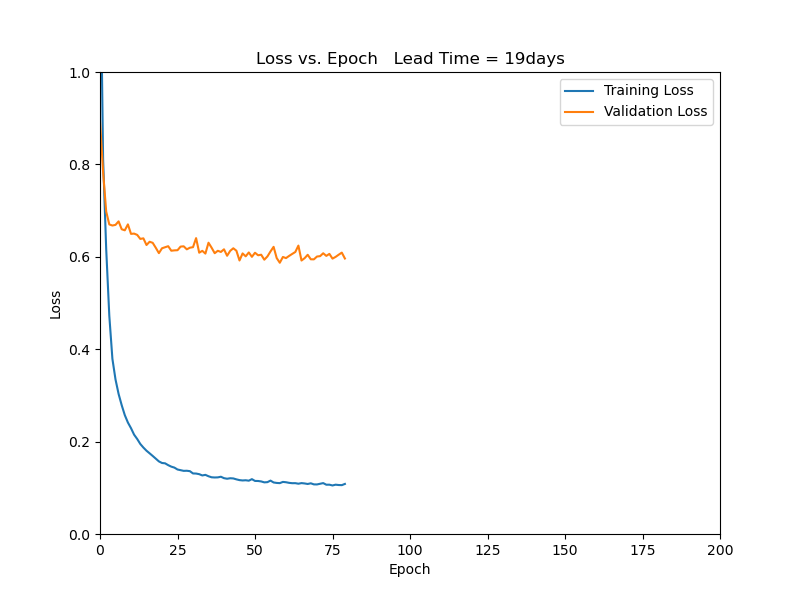 Loss vs. Epoch   Lead Time = 19days
Training Loss
Validation Loss
Loss
1.0
0.8
0.6
0.4
0.2
0.0
0 25 50 75 100 125 150 175 200
Epoch